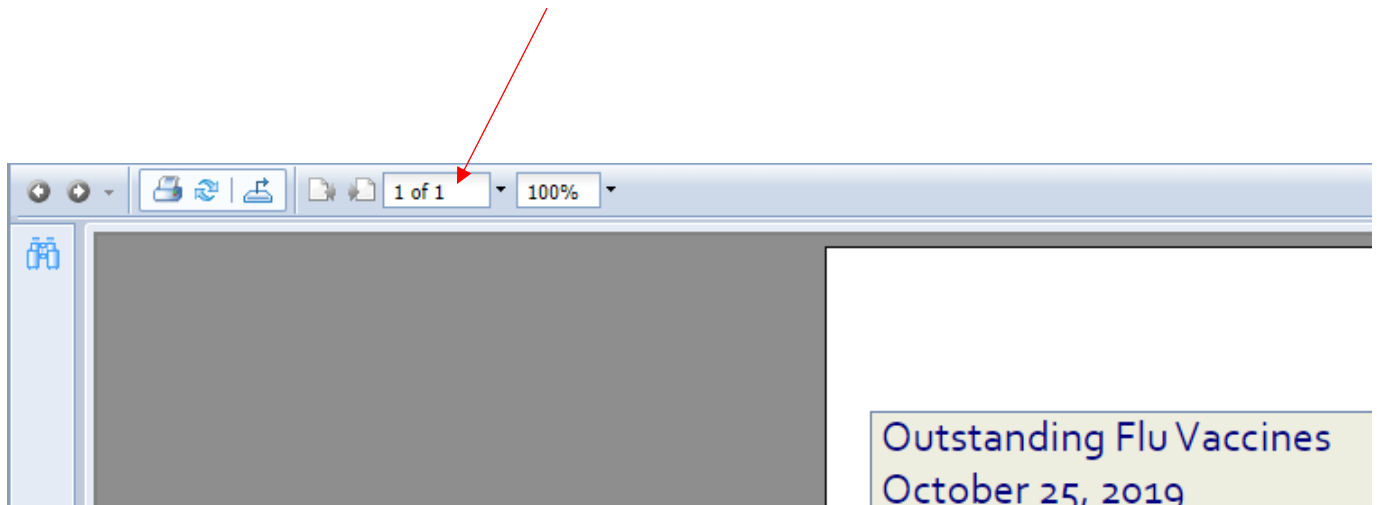 1 of 1 100%
Outstanding Flu Vaccines
October 25, 2019